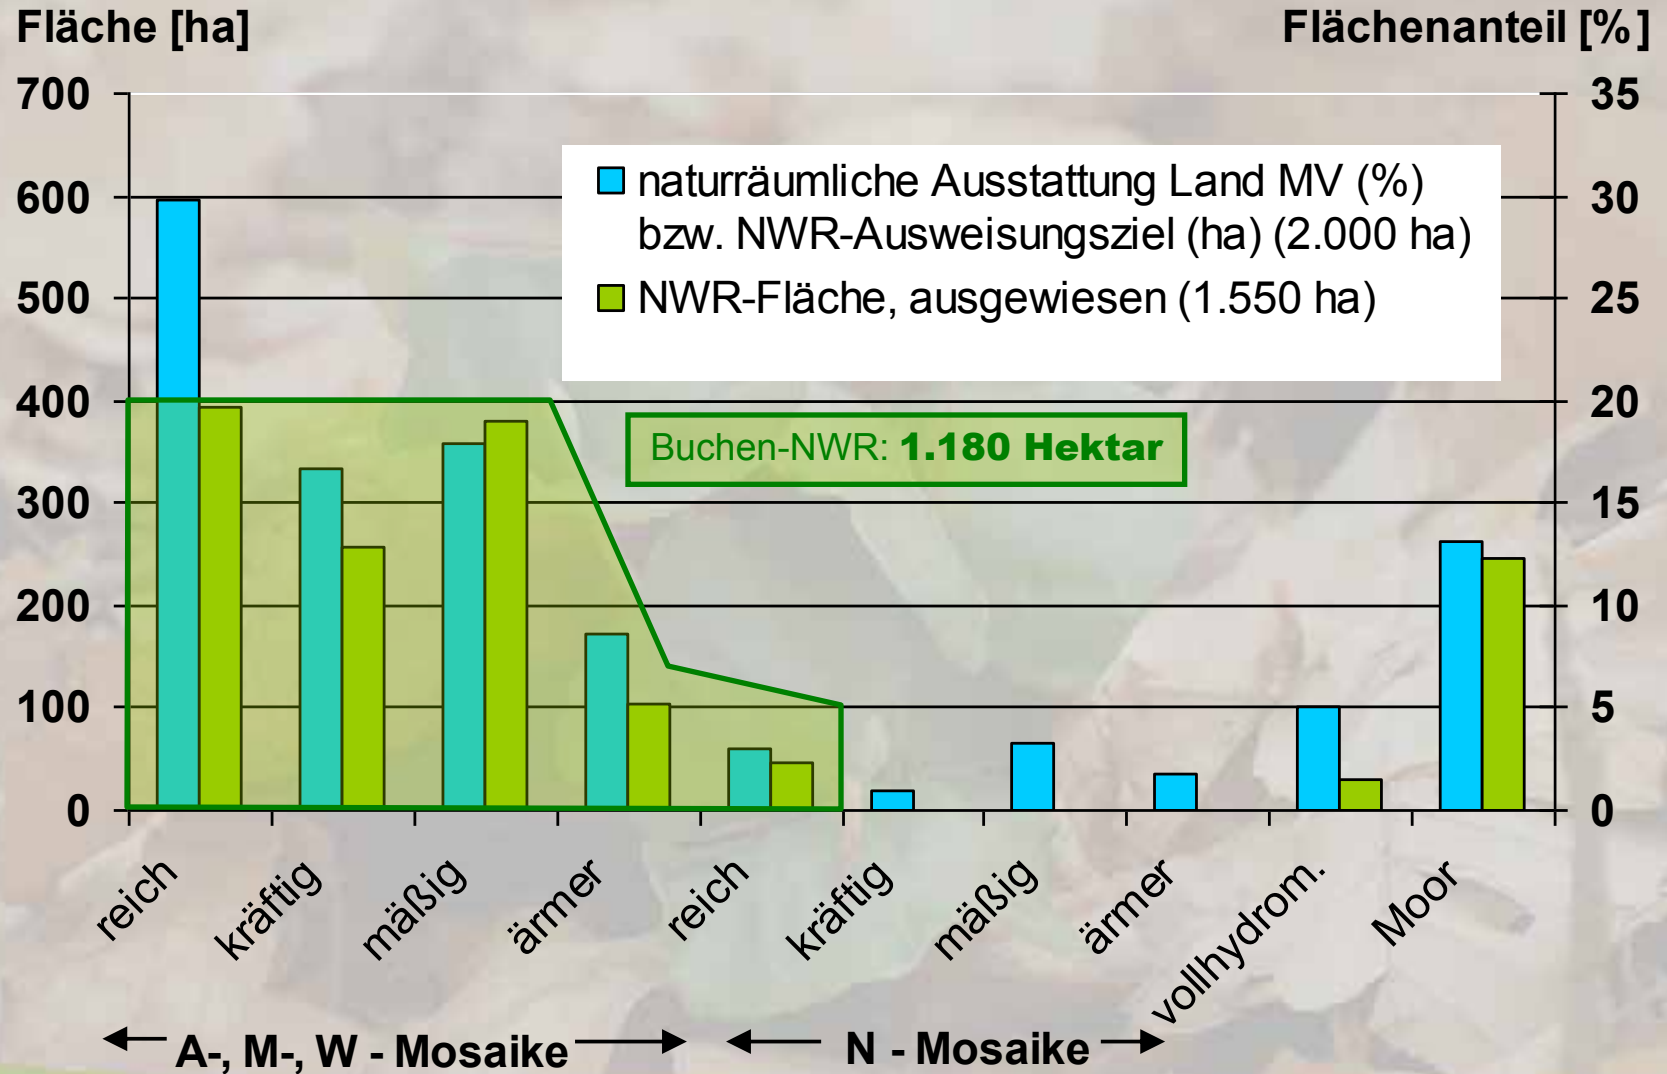 Fläche [ha]
Flächenanteil [%]
700
600
500
400
300
200
100
0
35
30
25
20
15
10
5
0
naturräumliche Ausstattung Land MV (%)
bzw. NWR-Ausweisungsziel (ha) (2.000 ha)
NWR-Fläche, ausgewiesen (1.550 ha)
Buchen-NWR: 1.180 Hektar
reich
kräftig
mäßig
ärmer
reich
kräftig
mäßig
ärmer
vollhydrom.
Moor
A-, M-, W - Mosaike
N - Mosaike